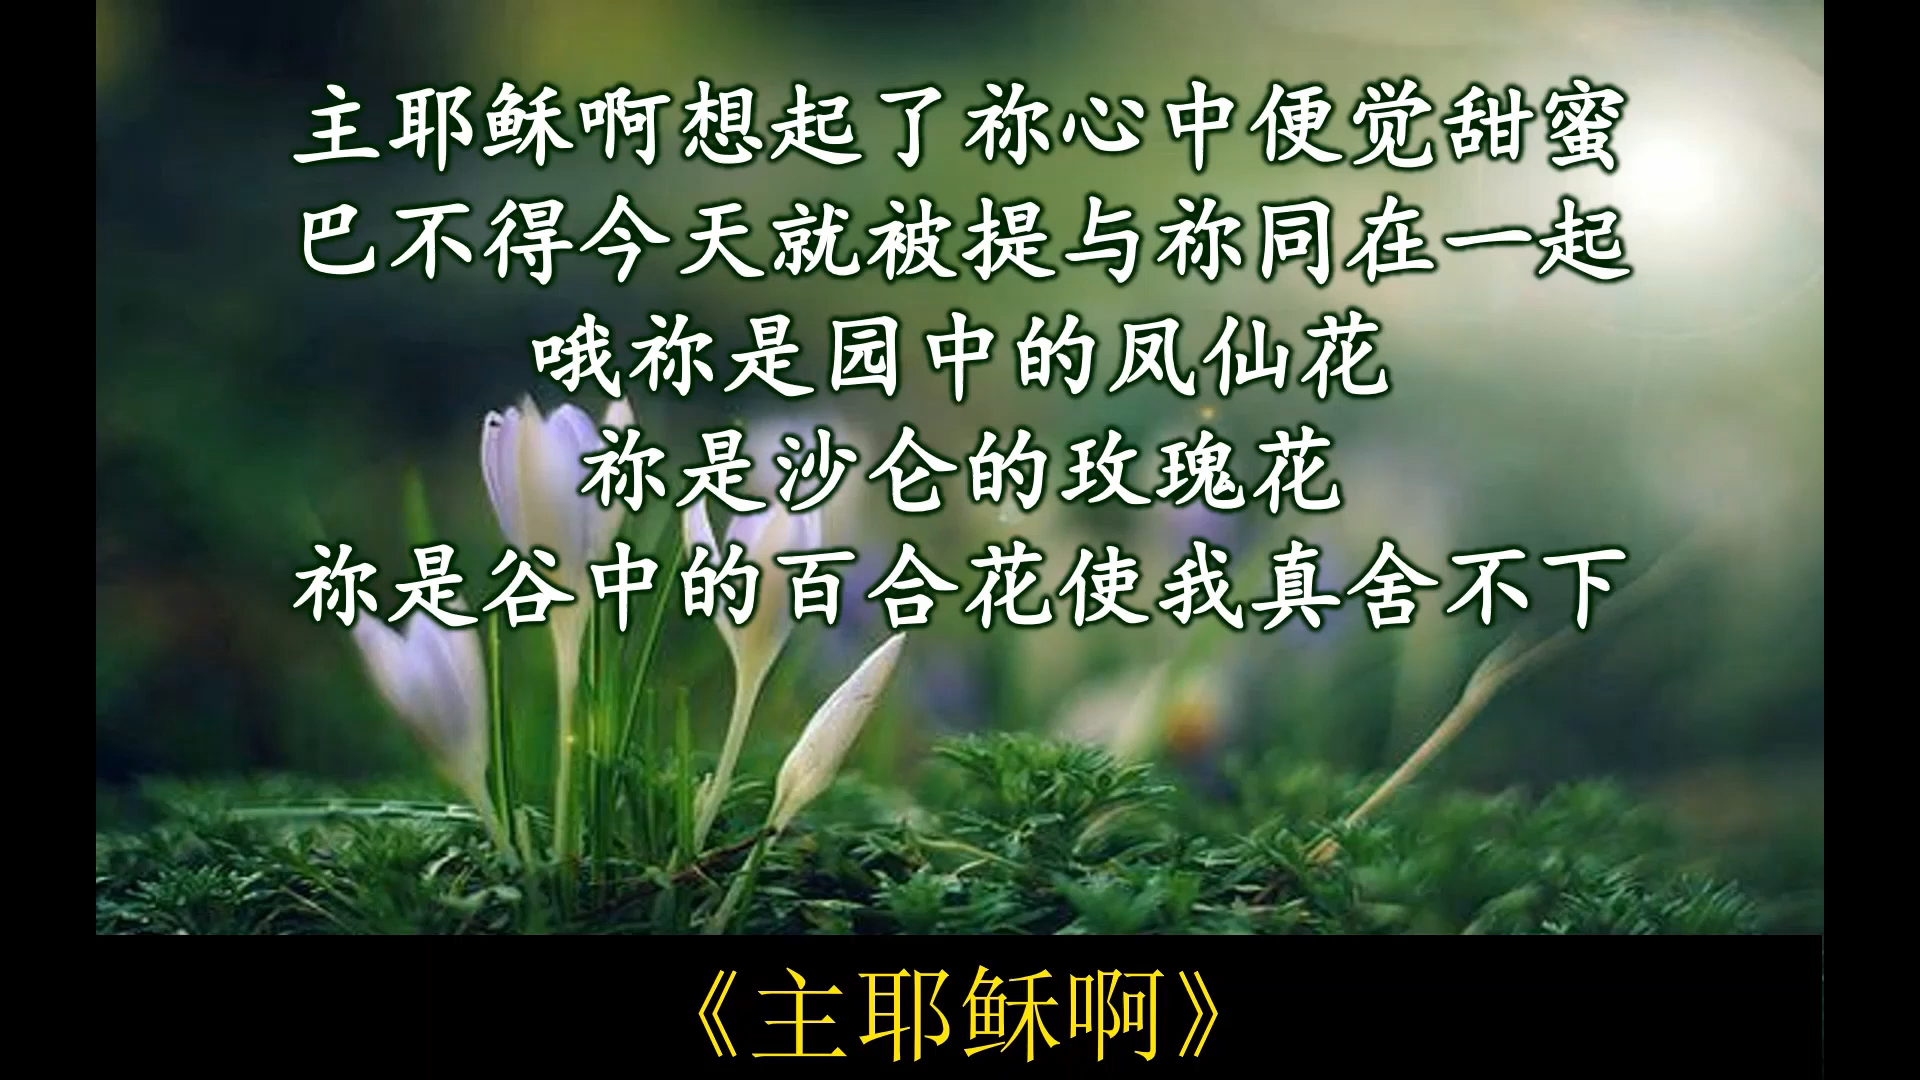 主耶稣啊想起了祢心中便觉甜蜜
巴不得今天就被提与祢同在一起
哦祢是园中的凤仙花
祢是沙仑的玫瑰花
祢是谷中的百合花使我真舍不下
《主耶稣啊》